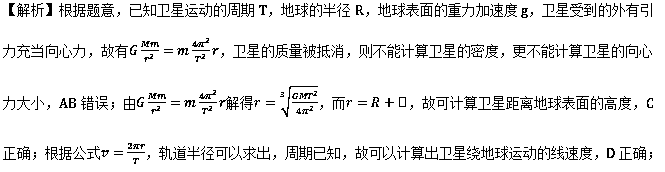 【解析】根据题意，已知卫星运动的周期 T，地球的半径 R，地球表面的重力加速度 g，卫星受到的外有引
力充当向心力，故有$G\frac{Mm}{r^2}=m\frac{4\pi^2}{T^2}r$，卫星的质量被抵消，则不能计算卫星的密度，更不能计算卫星的向心
力大小，AB 错误；由$G\frac{Mm}{r^2}=m\frac{4\pi^2}{T^2}r$解得$r=\sqrt[3]{\frac{GMT^2}{4\pi^2}}$，而$r=R+□$，故可计算卫星距离地球表面的高度，C
正确；根据公式$v=\frac{2\pi r}{T}$，轨道半径可以求出，周期已知，故可以计算出卫星绕地球运动的线速度，D 正确；